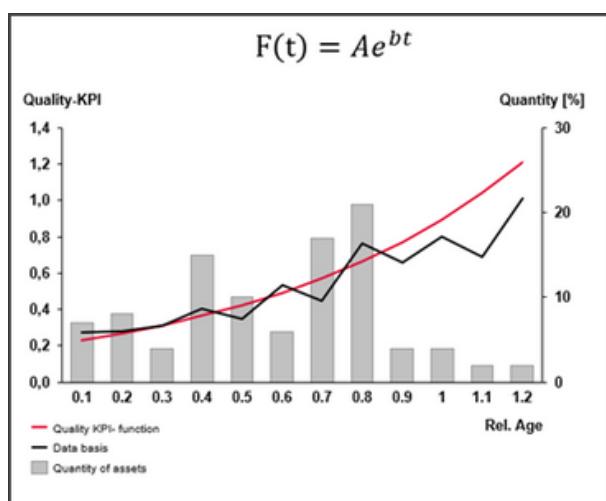 F(t) = Ae^{bt}
Quality-KPI
Quantity [%]
1,4
1,2
1,0
0,8
0,6
0,4
0,2
0,0
30
20
10
0
0.1 0.2 0.3 0.4 0.5 0.6 0.7 0.8 0.9 1 1.1 1.2
Rel. Age
Quality KPI- function
Data basis
Quantity of assets